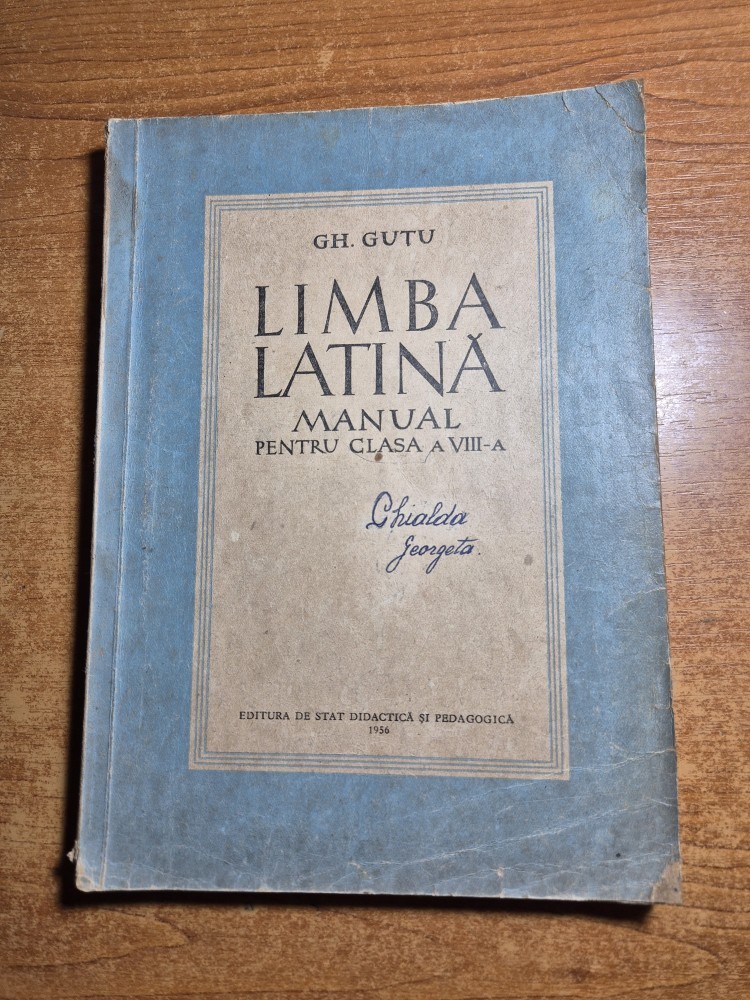 GH. GUTU
LIMBA
LATINĂ
MANUAL
PENTRU CLASA A VIII-A
Ghialda
Georgeta.
EDITURA DE STAT DIDACTICĂ ȘI PEDAGOGICĂ
1956